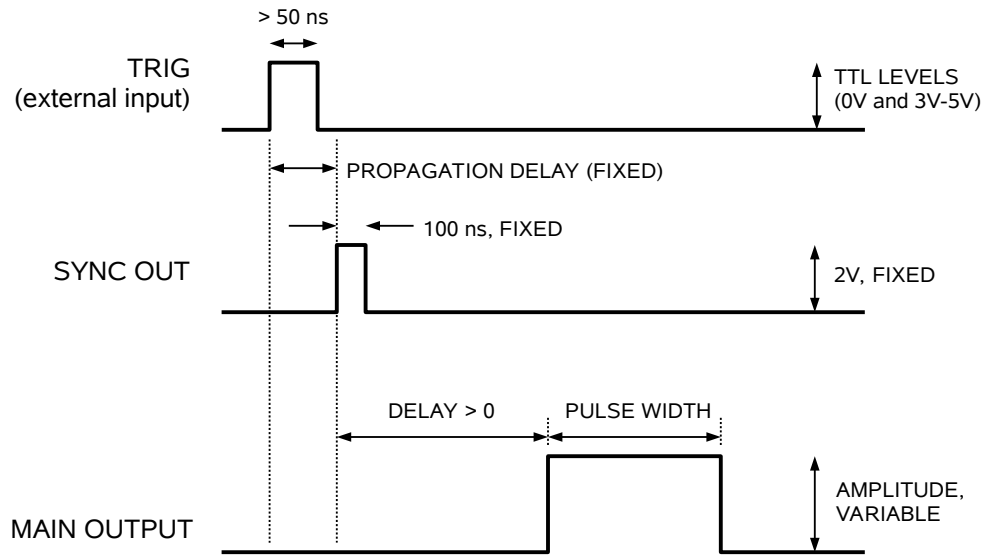 > 50 ns
TRIG
(external input)
TTL LEVELS
(0V and 3V-5V)
PROPAGATION DELAY (FIXED)
100 ns, FIXED
SYNC OUT
2V, FIXED
DELAY > 0
PULSE WIDTH
AMPLITUDE,
VARIABLE
MAIN OUTPUT